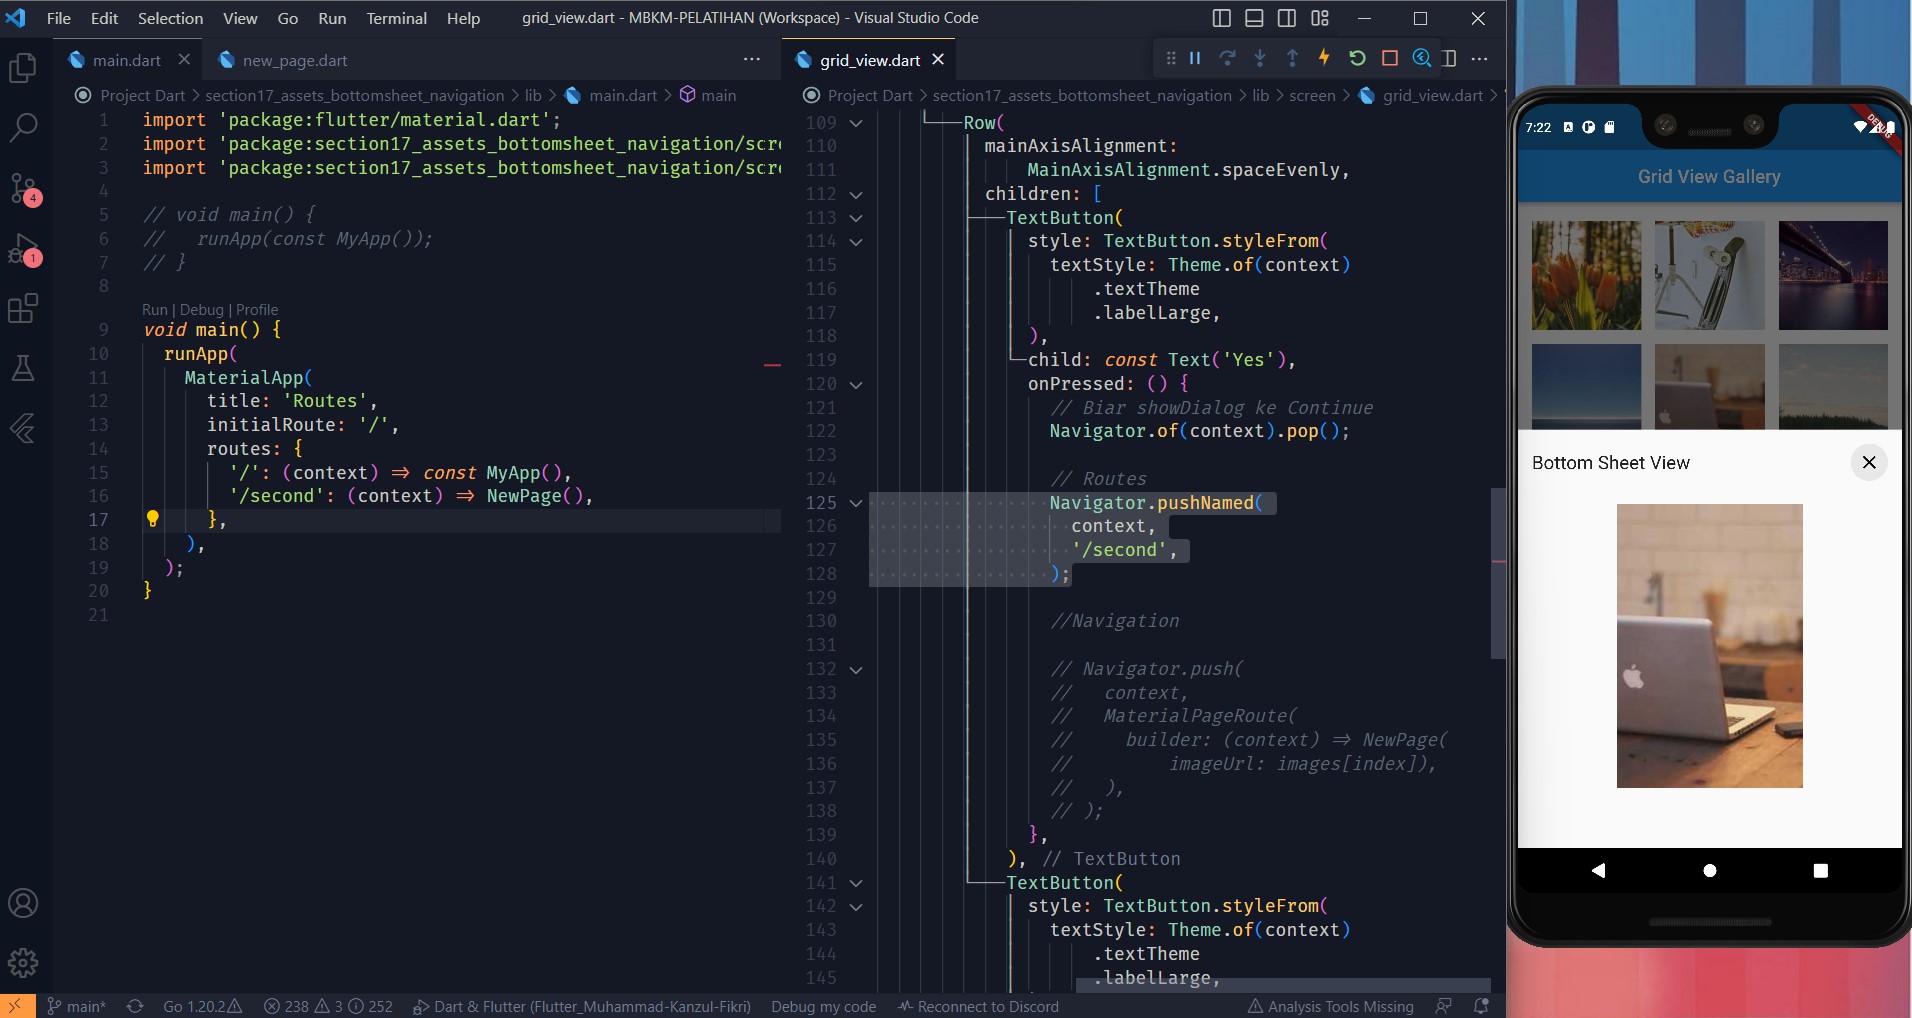 File Edit Selection View Go Run Terminal Help
grid_view.dart - MBKM-PELATIHAN (Workspace) - Visual Studio Code
main.dart
new_page.dart
Project Dart > section17_assets_bottomsheet_navigation > lib > main.dart > main
1 import 'package:flutter/material.dart';
2 import 'package:section17_assets_bottomsheet_navigation/scre
3 import 'package:section17_assets_bottomsheet_navigation/scre
4
5 // void main() {
6 //   runApp(const MyApp());
7 // }
8
Run | Debug | Profile
9 void main() {
10   runApp(
11     MaterialApp(
12       title: 'Routes',
13       initialRoute: '/',
14       routes: {
15         '/': (context) => const MyApp(),
16         '/second': (context) => NewPage(),
17       },
18     ),
19   );
20 }
21
grid_view.dart
Project Dart > section17_assets_bottomsheet_navigation > lib > screen > grid_view.dart >
109 Row(
110 mainAxisAlignment:
111 MainAxisAlignment.spaceEvenly,
112 children: [
113 TextButton(
114 style: TextButton.styleFrom(
115 textStyle: Theme.of(context)
116 .textTheme
117 .labelLarge,
118 ),
119 child: const Text('Yes'),
120 onPressed: () {
121 // Biar showDialog ke Continue
122 Navigator.of(context).pop();
123
124 // Routes
125 Navigator.pushNamed(
126 context,
127 '/second',
128 );
129
130 //Navigation
131
132 // Navigator.push(
133 //   context,
134 //   MaterialPageRoute(
135 //     builder: (context) => NewPage(
136 //         imageUrl: images[index]),
137 //   ),
138 // );
139 },
140 ), // TextButton
141 TextButton(
142 style: TextButton.styleFrom(
143 textStyle: Theme.of(context)
144 .textTheme
145 .labelLarge,
4
1
main* Go 1.20.2 238 3 252 Dart & Flutter (Flutter_Muhammad-Kanzul-Fikri) Debug my code Reconnect to Discord Analysis Tools Missing
7:22
DEBUG
Grid View Gallery
Bottom Sheet View